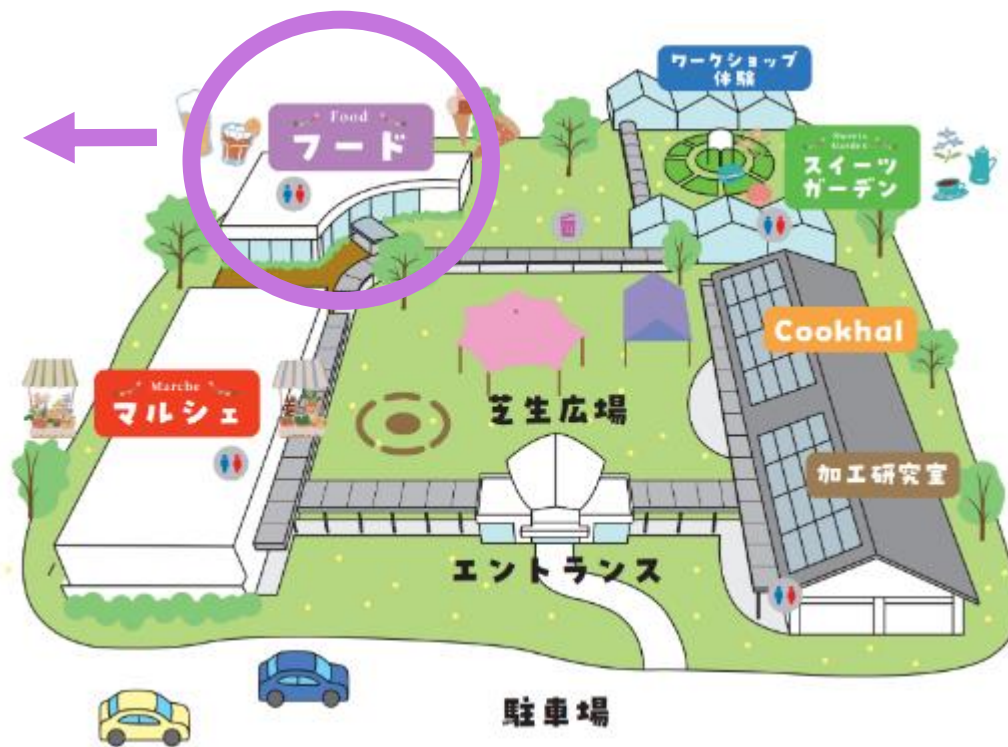 Food
フード
ワークショップ
体験
Sweets
Garden
スイーツ
ガーデン
Cookhal
Marche
マルシェ
芝生広場
加工研究室
エントランス
駐車場